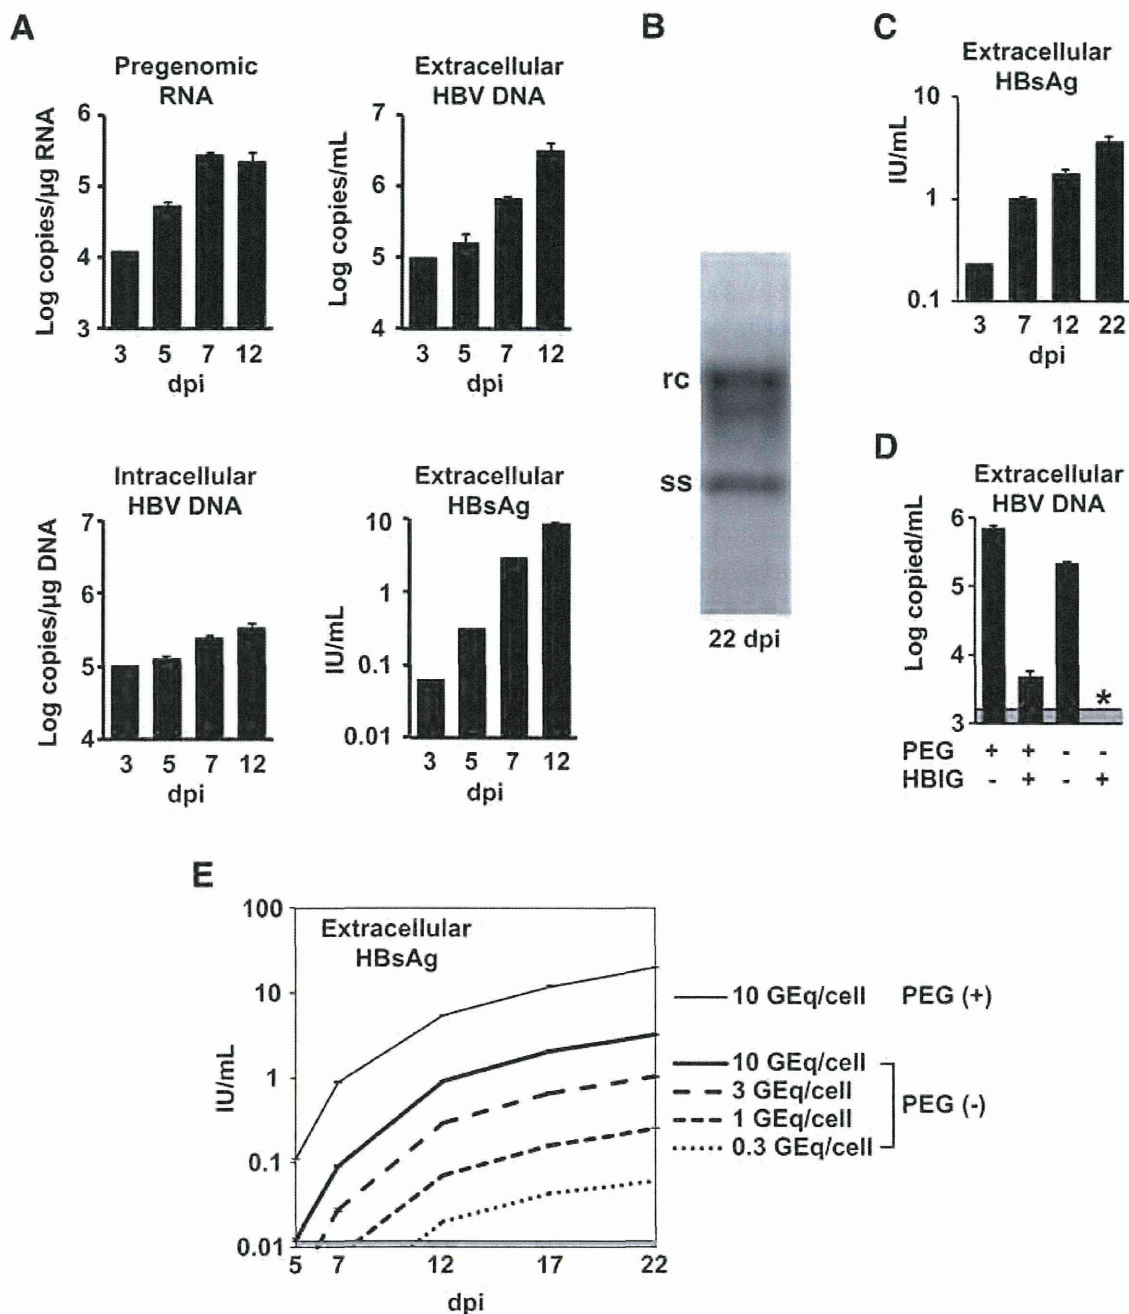 A
Pregenomic
RNA
Log copies/µg RNA
6
5
4
3
3 5 7 12
dpi
Extracellular
HBV DNA
Log copies/mL
7
6
5
4
3 5 7 12
dpi
Intracellular
HBV DNA
Log copies/µg DNA
7
6
5
4
3 5 7 12
dpi
Extracellular
HBsAg
IU/mL
10
1
0.1
0.01
3 5 7 12
dpi
B
rc
ss
22 dpi
C
Extracellular
HBsAg
IU/mL
10
1
0.1
3 7 12 22
dpi
D
Extracellular
HBV DNA
Log copied/mL
6
5
4
3
*
PEG + + - -
HBIG - + - +
E
Extracellular
HBsAg
IU/mL
100
10
1
0.1
0.01
5 7 12 17 22
dpi
10 GEq/cell PEG (+)
10 GEq/cell
3 GEq/cell
1 GEq/cell
0.3 GEq/cell
PEG (-)